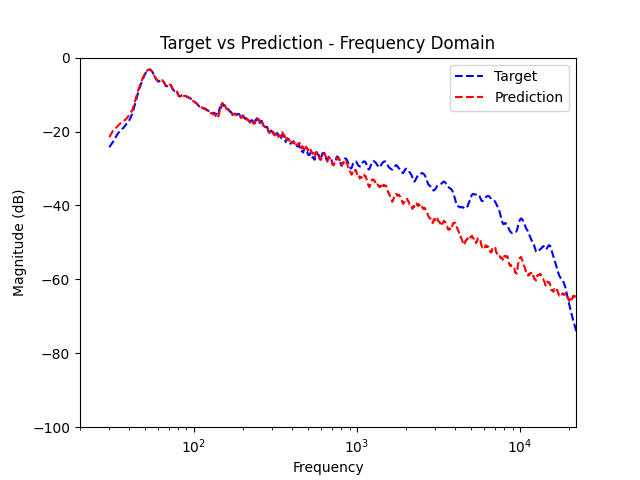 Target vs Prediction - Frequency Domain
Target
Prediction
Magnitude (dB)
0
−20
−40
−60
−80
−100
10²
10³
10⁴
Frequency